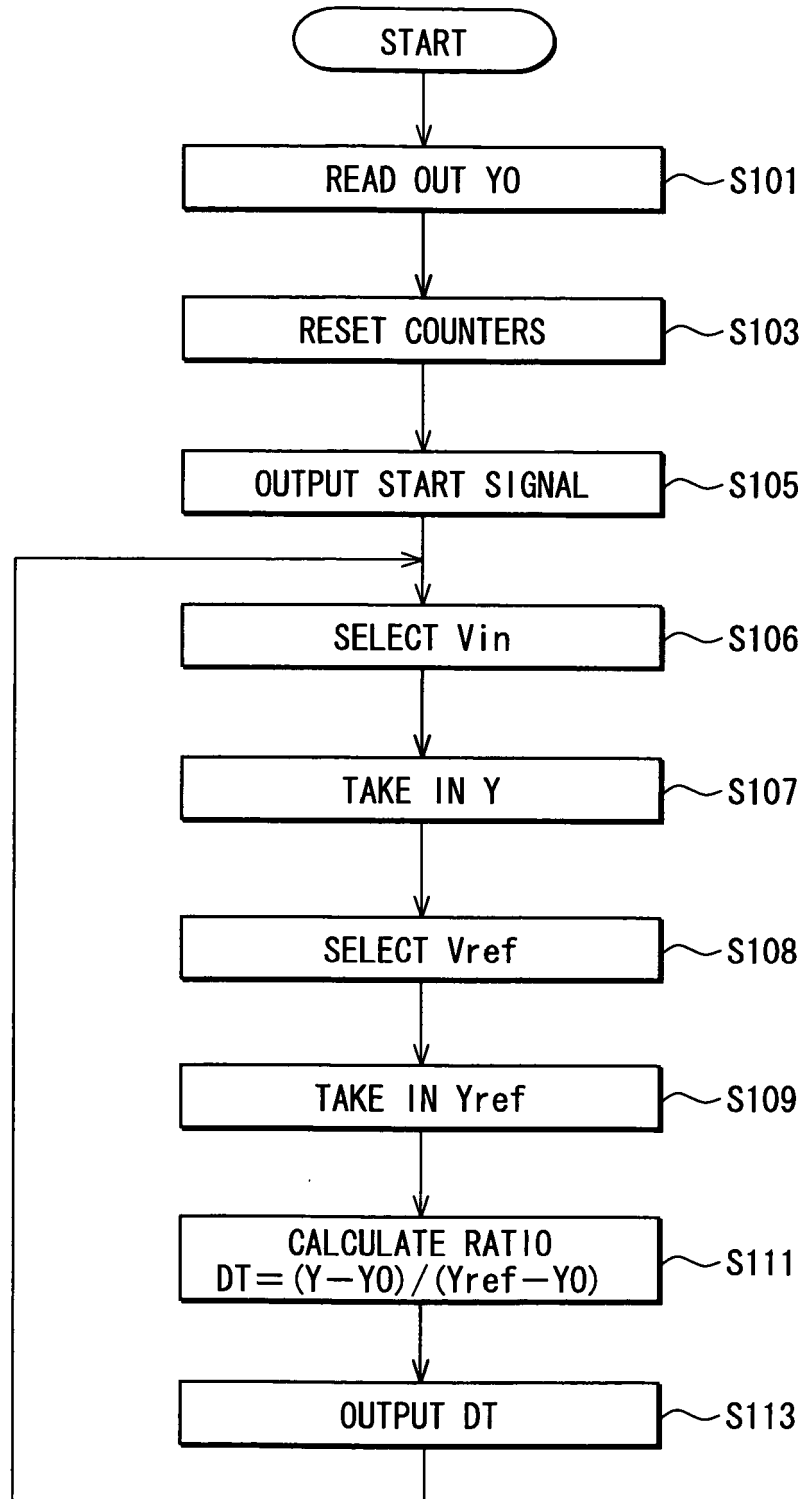 START
READ OUT Y0
S101
RESET COUNTERS
S103
OUTPUT START SIGNAL
S105
SELECT Vin
S106
TAKE IN Y
S107
SELECT Vref
S108
TAKE IN Yref
S109
CALCULATE RATIO
DT=(Y−Y0)/(Yref−Y0)
S111
OUTPUT DT
S113